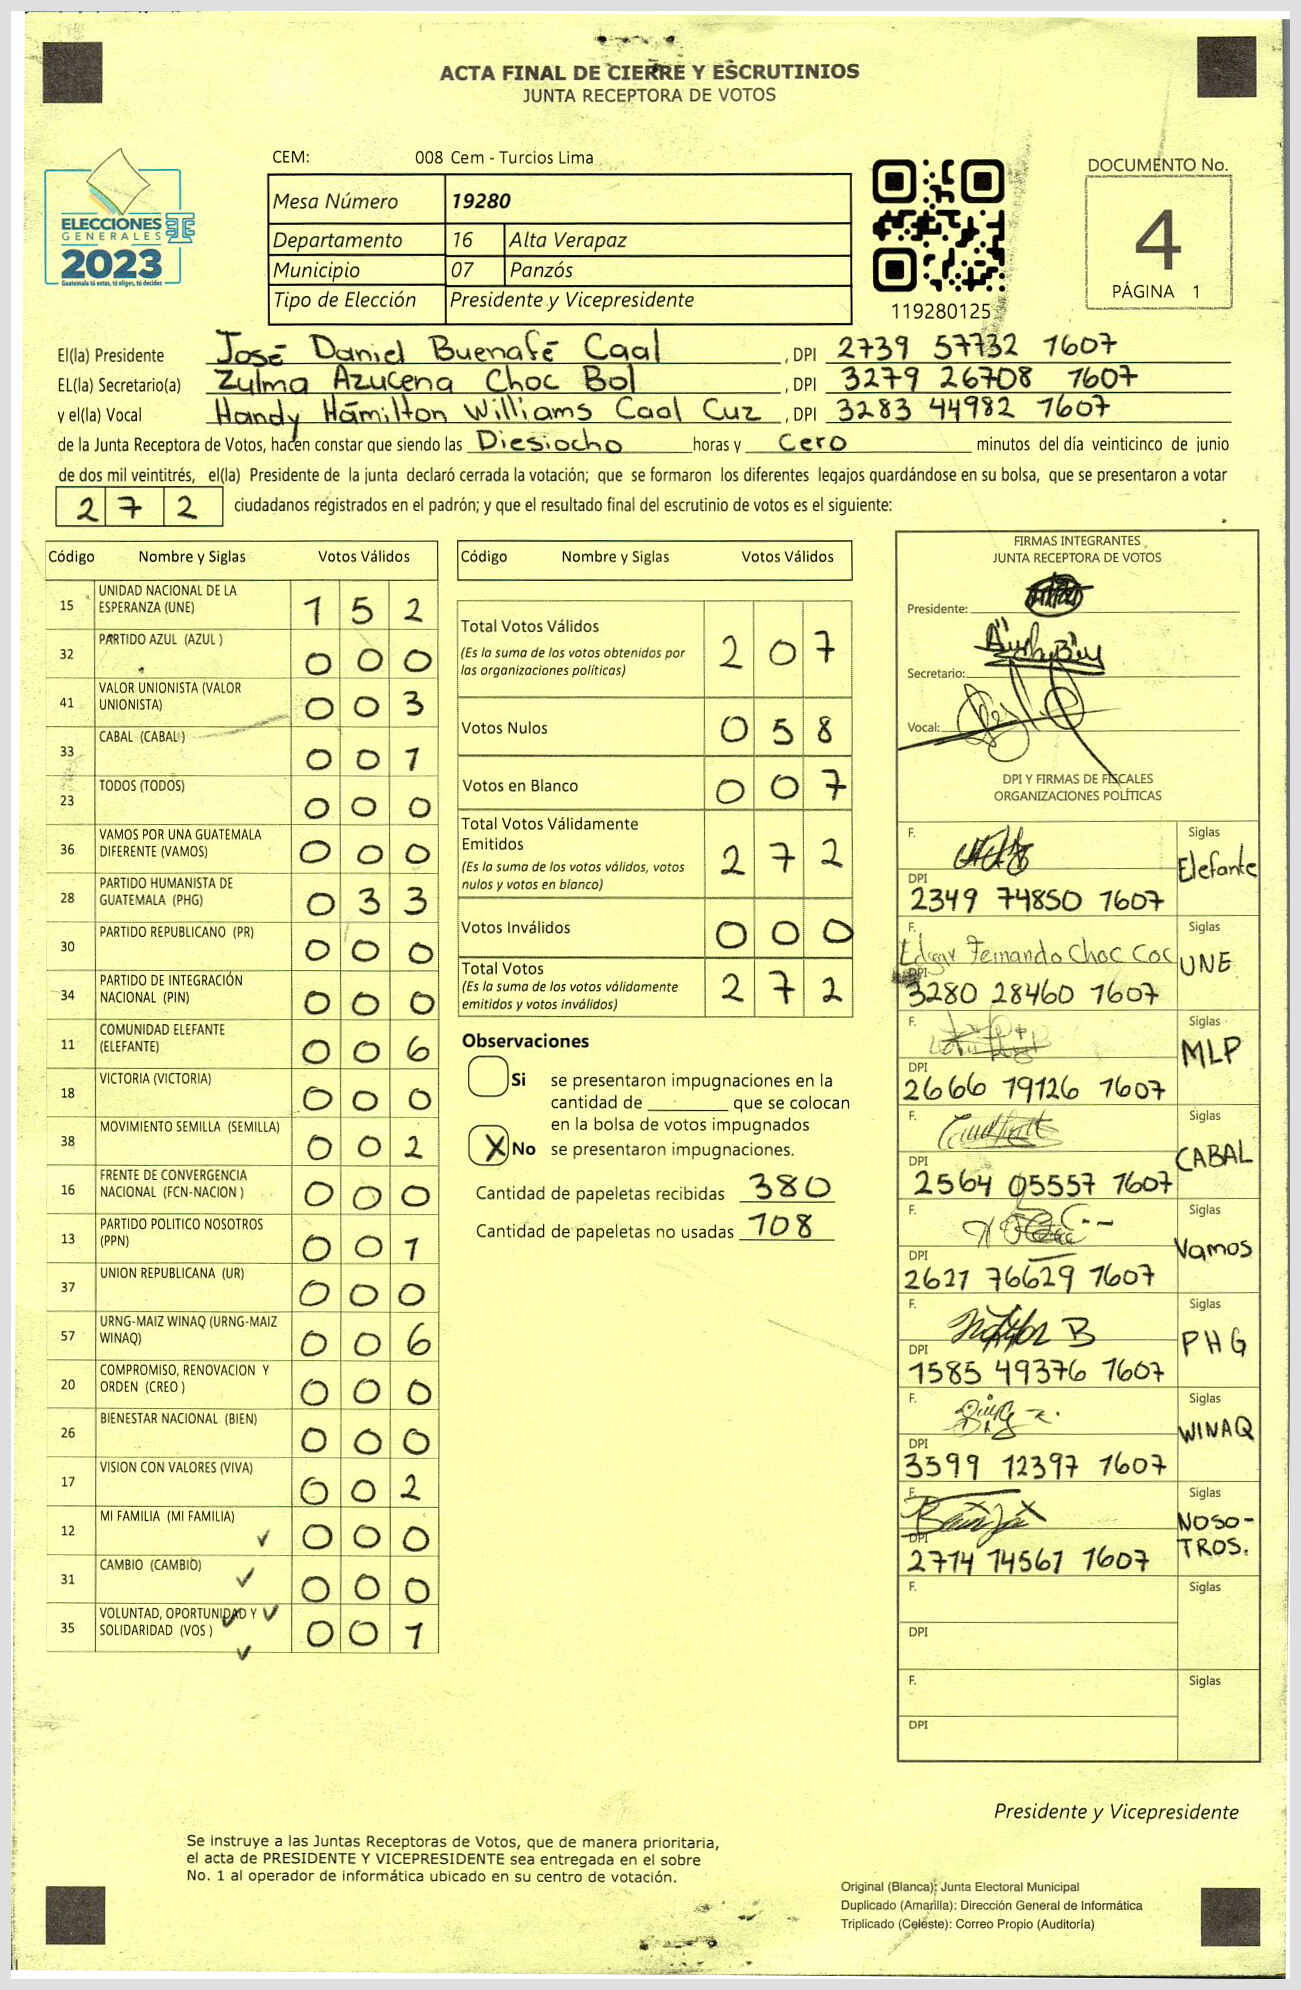 ACTA FINAL DE CIERRE Y ESCRUTINIOS
JUNTA RECEPTORA DE VOTOS
ELECCIONES
GENERALES
2023
Guatemala tú votas, tú eliges, tú decides
CEM: 008 Cem - Turcios Lima
Mesa Número 19280
Departamento 16 Alta Verapaz
Municipio 07 Panzós
Tipo de Elección Presidente y Vicepresidente
119280125
DOCUMENTO No.
4
PÁGINA 1
El(la) Presidente José Daniel Buenafé Caal , DPI 2739 57732 1607
EL(la) Secretario(a) Zylma Azucena Choc Bol , DPI 3279 26708 1607
y el(la) Vocal Handy Hámilton Williams Caal Cuz , DPI 3283 44982 1607
de la Junta Receptora de Votos, hacen constar que siendo las Diesiocho horas y cero minutos del día veinticinco de junio
de dos mil veintitrés, el(la) Presidente de la junta declaró cerrada la votación; que se formaron los diferentes legajos guardándose en su bolsa, que se presentaron a votar
2 7 2 ciudadanos registrados en el padrón; y que el resultado final del escrutinio de votos es el siguiente:
Código Nombre y Siglas Votos Válidos
15 UNIDAD NACIONAL DE LA ESPERANZA (UNE) 1 5 2
32 PARTIDO AZUL (AZUL ) 0 0 0
41 VALOR UNIONISTA (VALOR UNIONISTA) 0 0 3
33 CABAL (CABAL ) 0 0 1
23 TODOS (TODOS) 0 0 0
36 VAMOS POR UNA GUATEMALA DIFERENTE (VAMOS) 0 0 0
28 PARTIDO HUMANISTA DE GUATEMALA (PHG) 0 3 3
30 PARTIDO REPUBLICANO (PR) 0 0 0
34 PARTIDO DE INTEGRACIÓN NACIONAL (PIN) 0 0 0
11 COMUNIDAD ELEFANTE (ELEFANTE) 0 0 6
18 VICTORIA (VICTORIA) 0 0 0
38 MOVIMIENTO SEMILLA (SEMILLA) 0 0 2
16 FRENTE DE CONVERGENCIA NACIONAL (FCN-NACION ) 0 0 0
13 PARTIDO POLITICO NOSOTROS (PPN) 0 0 1
37 UNION REPUBLICANA (UR) 0 0 0
57 URNG-MAIZ WINAQ (URNG-MAIZ WINAQ) 0 0 6
20 COMPROMISO, RENOVACION Y ORDEN (CREO ) 0 0 0
26 BIENESTAR NACIONAL (BIEN) 0 0 0
17 VISION CON VALORES (VIVA) 0 0 2
12 MI FAMILIA (MI FAMILIA) 0 0 0
31 CAMBIO (CAMBIO) 0 0 0
35 VOLUNTAD, OPORTUNIDAD Y SOLIDARIDAD (VOS ) 0 0 1
Código Nombre y Siglas Votos Válidos
Total Votos Válidos 2 0 7
(Es la suma de los votos obtenidos por
las organizaciones políticas)
Votos Nulos 0 5 8
Votos en Blanco 0 0 7
Total Votos Válidamente
Emitidos 2 7 2
(Es la suma de los votos válidos, votos
nulos y votos en blanco)
Votos Inválidos 0 0 0
Total Votos 2 7 2
(Es la suma de los votos válidamente
emitidos y votos inválidos)
Observaciones
Si se presentaron impugnaciones en la
cantidad de ________ que se colocan
en la bolsa de votos impugnados
X No se presentaron impugnaciones.
Cantidad de papeletas recibidas 380
Cantidad de papeletas no usadas 108
FIRMAS INTEGRANTES
JUNTA RECEPTORA DE VOTOS
Presidente:
Secretario:
Vocal:
DPI Y FIRMAS DE FISCALES
ORGANIZACIONES POLÍTICAS
F. Siglas Elefante
DPI 2349 74850 1607
F. Edgar Fernando Choc Coc Siglas UNE
DPI 3280 28460 1607
F. Siglas MLP
DPI 2666 19126 1607
F. Siglas CABAL
DPI 2564 05557 1607
F. Siglas Vamos
DPI 2621 76629 1607
F. Siglas PHG
DPI 1585 49376 1607
F. Siglas WINAQ
DPI 3599 12397 1607
F. Siglas NOSO-
TROS.
DPI 2714 14561 1607
F. Siglas
DPI
F. Siglas
DPI
Presidente y Vicepresidente
Se instruye a las Juntas Receptoras de Votos, que de manera prioritaria,
el acta de PRESIDENTE Y VICEPRESIDENTE sea entregada en el sobre
No. 1 al operador de informática ubicado en su centro de votación.
Original (Blanca): Junta Electoral Municipal
Duplicado (Amarilla): Dirección General de Informática
Triplicado (Celeste): Correo Propio (Auditoría)